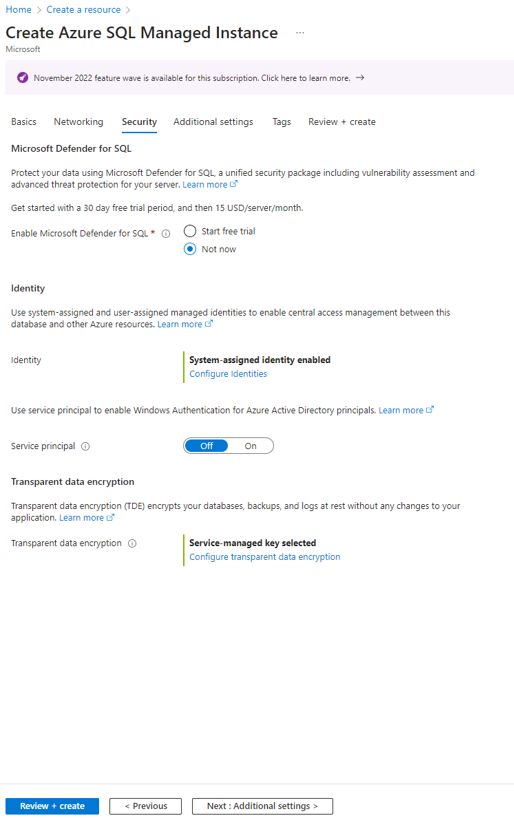 Home > Create a resource >
Create Azure SQL Managed Instance ...
Microsoft
November 2022 feature wave is available for this subscription. Click here to learn more. →
Basics Networking Security Additional settings Tags Review + create
Microsoft Defender for SQL
Protect your data using Microsoft Defender for SQL, a unified security package including vulnerability assessment and
advanced threat protection for your server. Learn more
Get started with a 30 day free trial period, and then 15 USD/server/month.
Enable Microsoft Defender for SQL *
Start free trial
Not now
Identity
Use system-assigned and user-assigned managed identities to enable central access management between this
database and other Azure resources. Learn more
Identity
System-assigned identity enabled
Configure Identities
Use service principal to enable Windows Authentication for Azure Active Directory principals. Learn more
Service principal
Off On
Transparent data encryption
Transparent data encryption (TDE) encrypts your databases, backups, and logs at rest without any changes to your
application. Learn more
Transparent data encryption
Service-managed key selected
Configure transparent data encryption
Review + create < Previous Next : Additional settings >